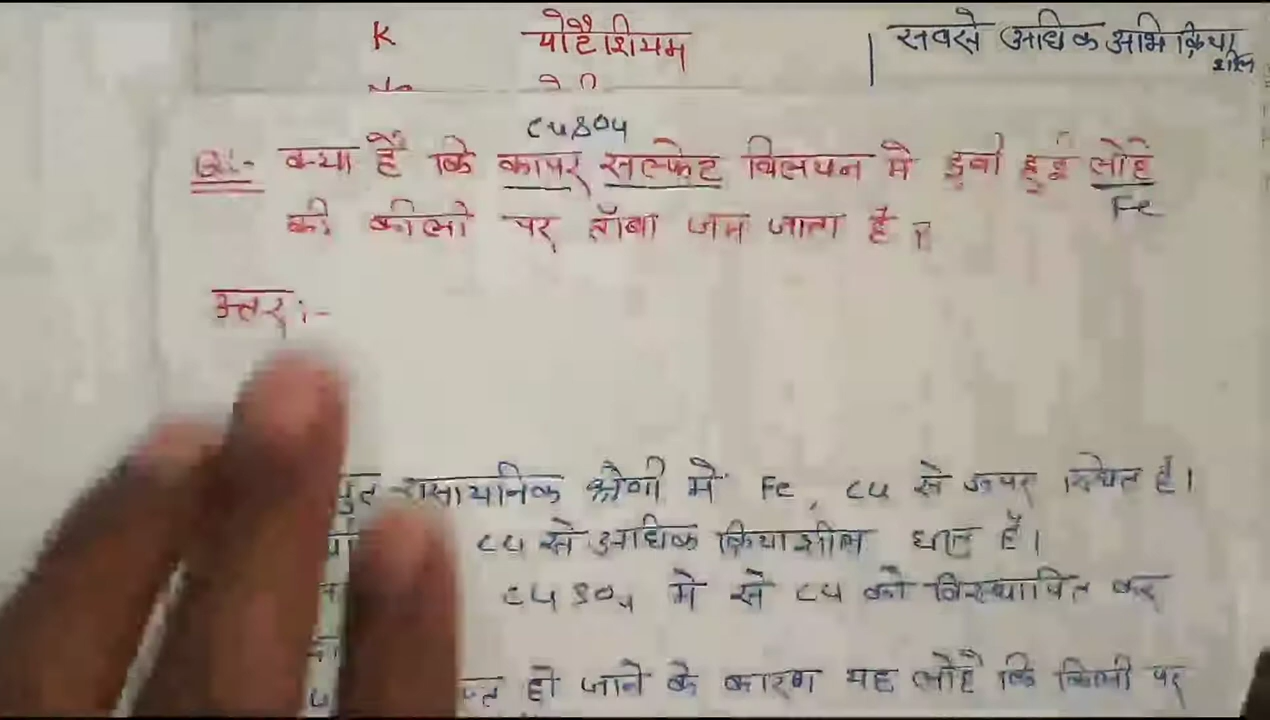 K पोटैशियम सबसे अधिक अभिक्रिया
शील
CuSO4
Q:- क्या है कि कापर सल्फेट विलयन मे डुबी हुई लोहे
Fe
की कीलो पर ताँबा जम जाता है।
उत्तर:-
रासायनिक श्रेणी मे Fe, Cu से ऊपर स्थित है।
Cu से अधिक क्रियाशील धातु है।
CuSO4 मे से Cu को विस्थापित कर
हो जाने के कारण यह लोहे कि किलो पर